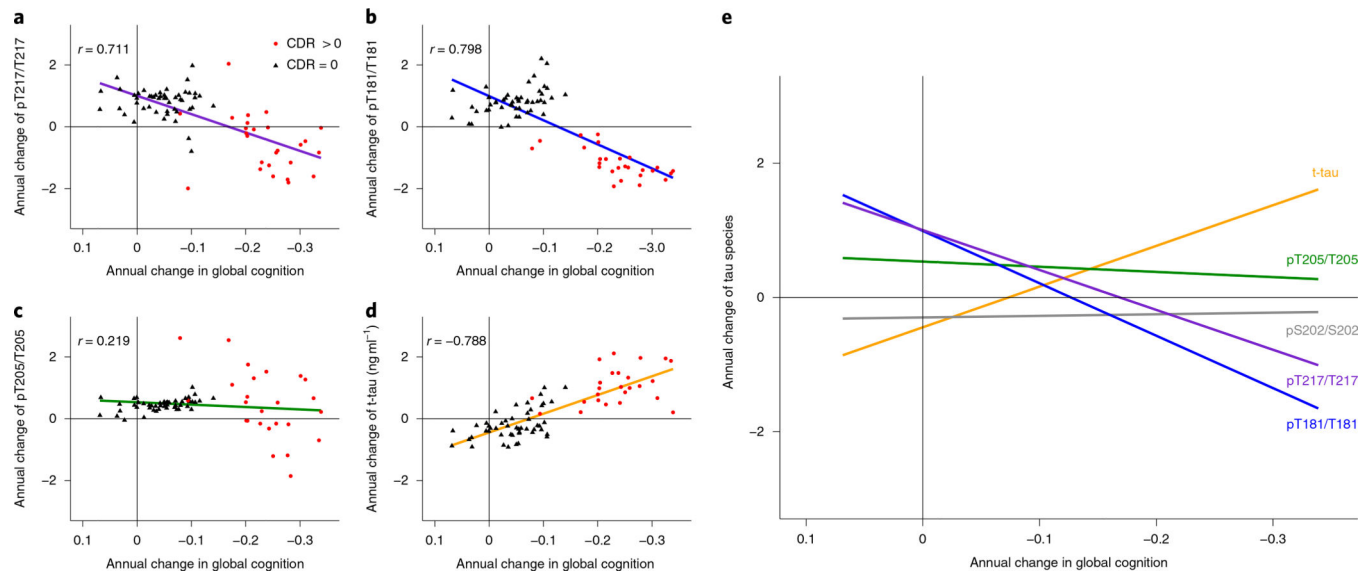 a
Annual change of pT217/T217
r = 0.711
CDR > 0
CDR = 0
2
0
−2
0.1 0 −0.1 −0.2 −0.3
Annual change in global cognition
b
Annual change of pT181/T181
r = 0.798
2
0
−2
0.1 0 −0.1 −0.2 −3.0
Annual change in global cognition
c
Annual change of pT205/T205
r = 0.219
2
0
−2
0.1 0 −0.1 −0.2 −0.3
Annual change in global cognition
d
Annual change of t-tau (ng ml⁻¹)
r = −0.788
2
0
−2
0.1 0 −0.1 −0.2 −0.3
Annual change in global cognition
e
Annual change of tau species
2
0
−2
t-tau
pT205/T205
pS202/S202
pT217/T217
pT181/T181
0.1 0 −0.1 −0.2 −0.3
Annual change in global cognition